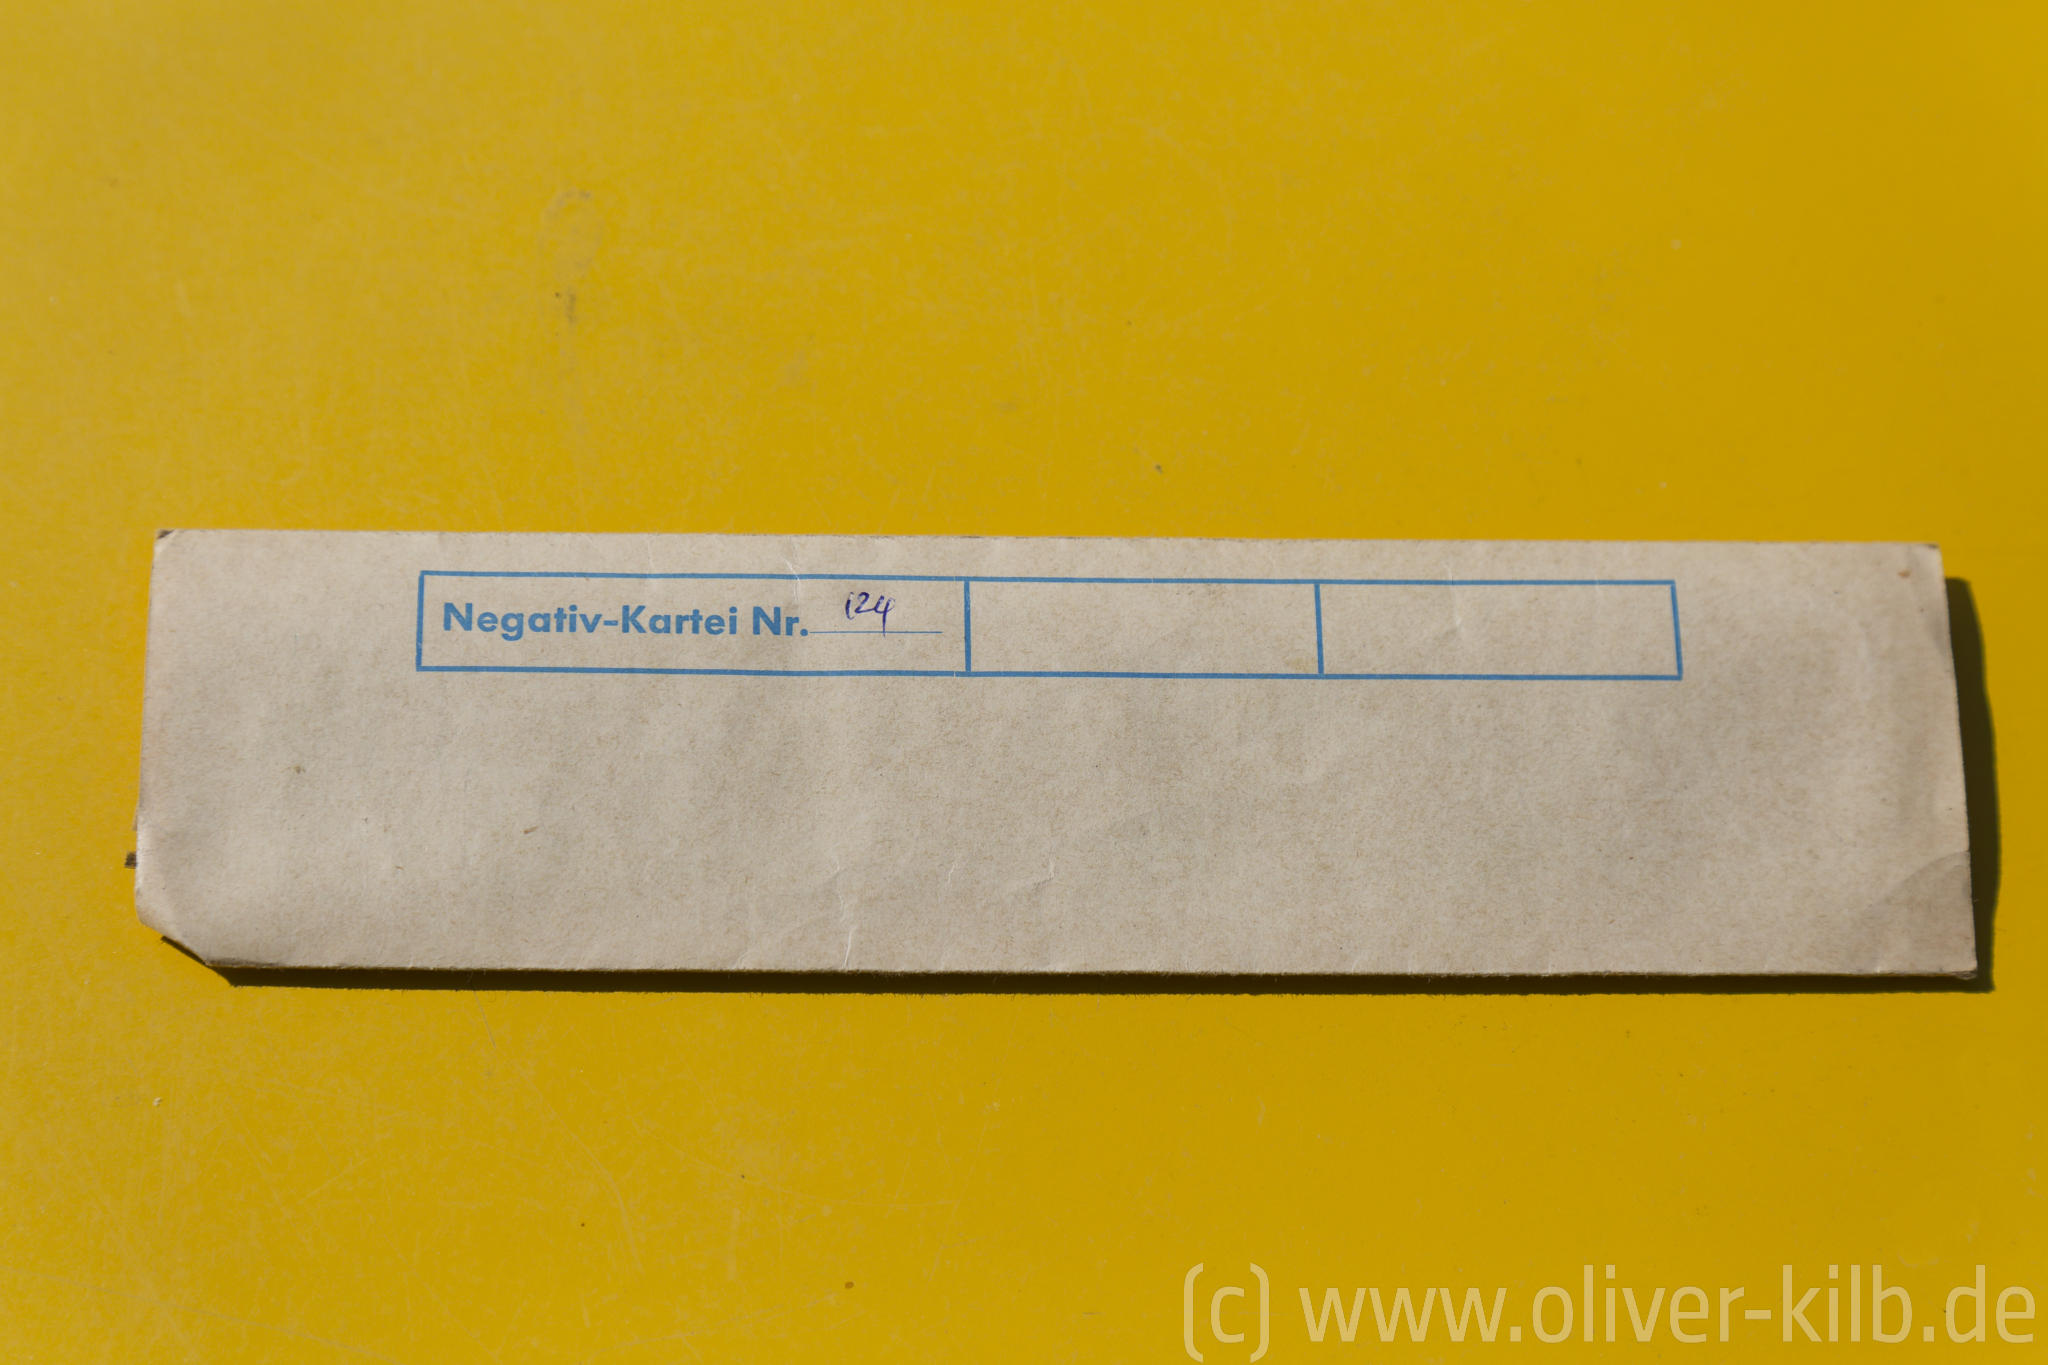 Negativ-Kartei Nr. 124
(c) www.oliver-kilb.de